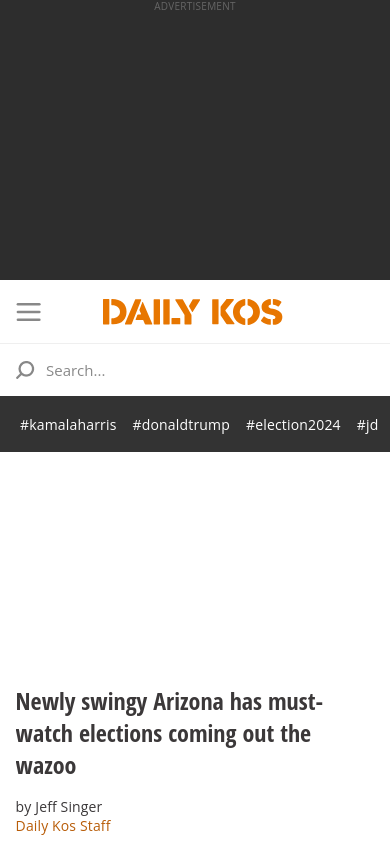 ADVERTISEMENT
DAILY KOS
Search...
#kamalaharris #donaldtrump #election2024 #jd
Newly swingy Arizona has must-
watch elections coming out the
wazoo
by Jeff Singer
Daily Kos Staff